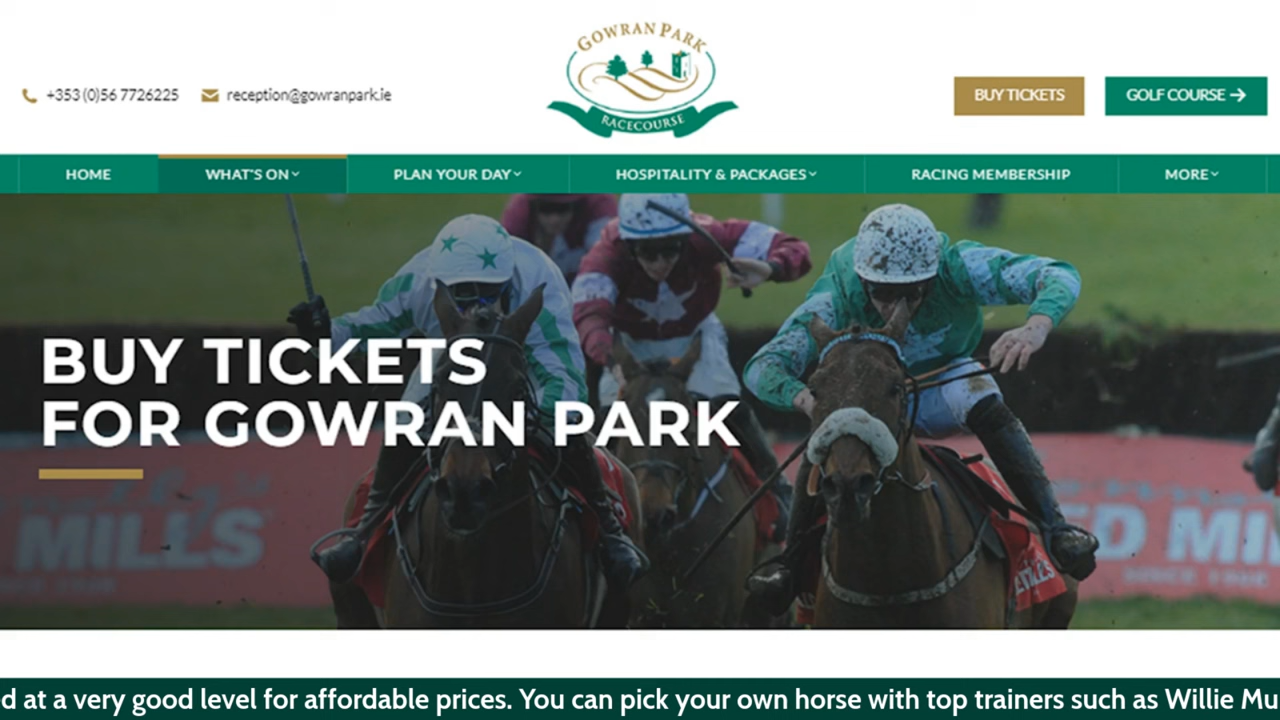 GOWRAN PARK
RACECOURSE
+353 (0)56 7726225
reception@gowranpark.ie
BUY TICKETS
GOLF COURSE
HOME
WHAT'S ON
PLAN YOUR DAY
HOSPITALITY & PACKAGES
RACING MEMBERSHIP
MORE
BUY TICKETS
FOR GOWRAN PARK
MILLS
MILLS
at a very good level for affordable prices. You can pick your own horse with top trainers such as Willie